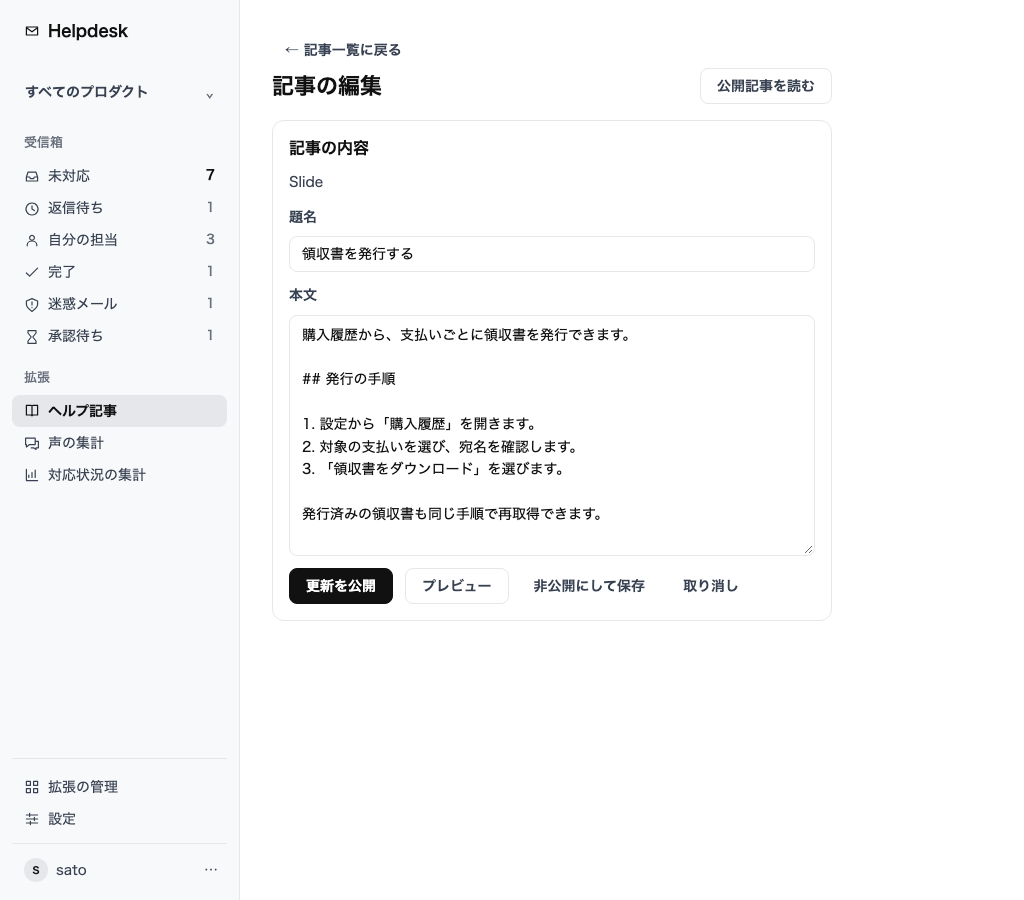 Helpdesk
すべてのプロダクト
受信箱
未対応 7
返信待ち 1
自分の担当 3
完了 1
迷惑メール 1
承認待ち 1
拡張
ヘルプ記事
声の集計
対応状況の集計
拡張の管理
設定
S sato ...
← 記事一覧に戻る
記事の編集
公開記事を読む
記事の内容
Slide
題名
領収書を発行する
本文
購入履歴から、支払いごとに領収書を発行できます。
## 発行の手順
1. 設定から「購入履歴」を開きます。
2. 対象の支払いを選び、宛名を確認します。
3. 「領収書をダウンロード」を選びます。
発行済みの領収書も同じ手順で再取得できます。
更新を公開 プレビュー 非公開にして保存 取り消し